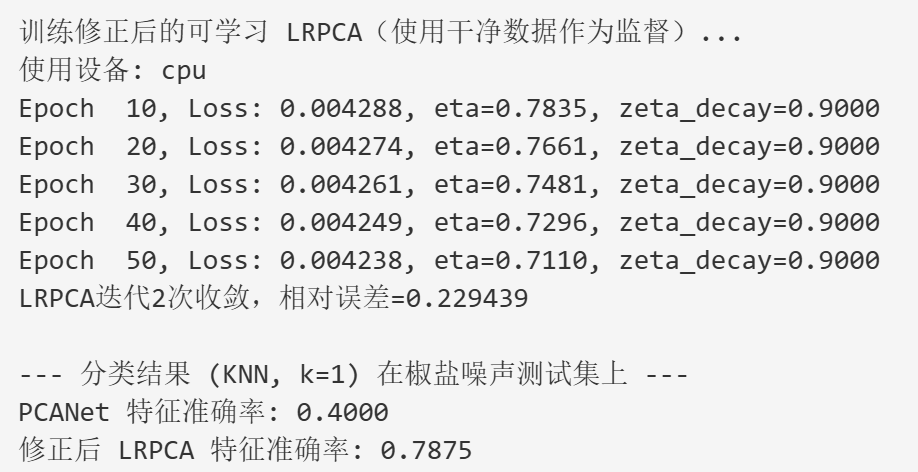 训练修正后的可学习 LRPCA（使用干净数据作为监督）...
使用设备: cpu
Epoch  10, Loss: 0.004288, eta=0.7835, zeta_decay=0.9000
Epoch  20, Loss: 0.004274, eta=0.7661, zeta_decay=0.9000
Epoch  30, Loss: 0.004261, eta=0.7481, zeta_decay=0.9000
Epoch  40, Loss: 0.004249, eta=0.7296, zeta_decay=0.9000
Epoch  50, Loss: 0.004238, eta=0.7110, zeta_decay=0.9000
LRPCA迭代2次收敛，相对误差=0.229439
--- 分类结果 (KNN, k=1) 在椒盐噪声测试集上 ---
PCANet 特征准确率: 0.4000
修正后 LRPCA 特征准确率: 0.7875